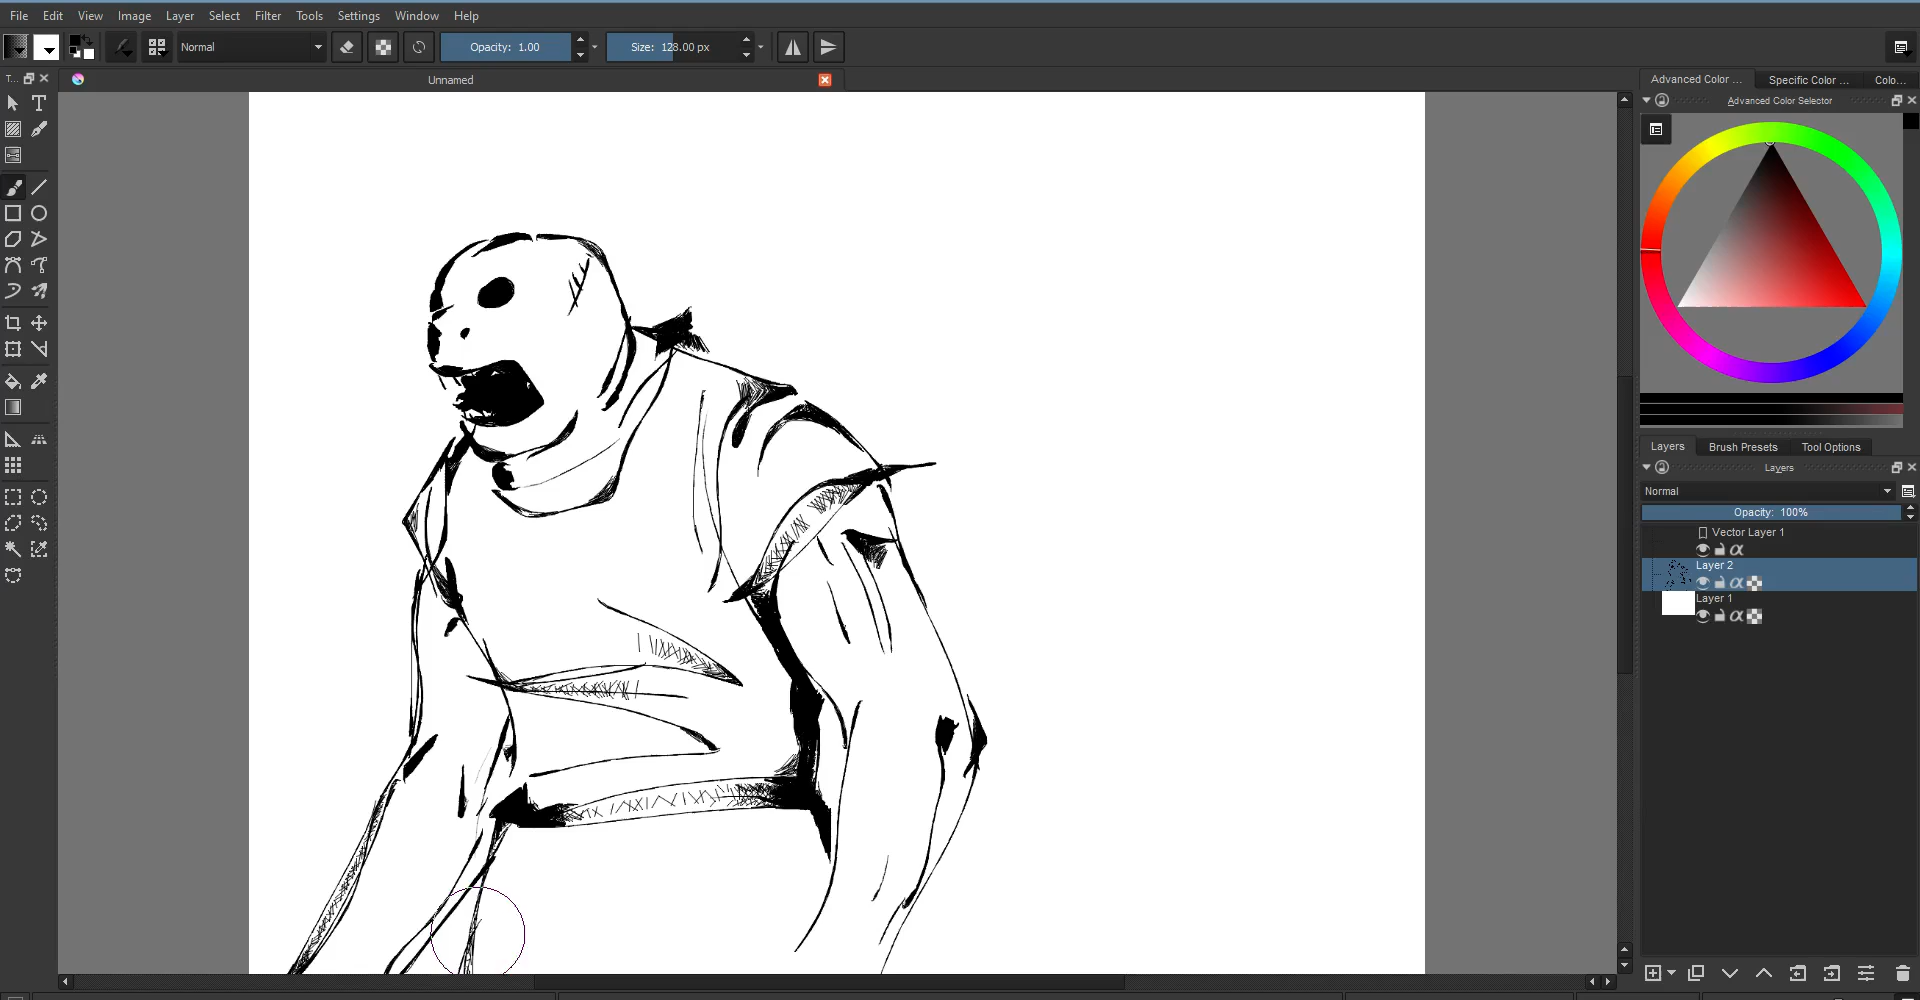 File Edit View Image Layer Select Filter Tools Settings Window Help
Normal Opacity: 1.00 Size: 128.00 px
T... Unnamed Advanced Color ... Specific Color ... Colo...
Advanced Color Selector
Layers Brush Presets Tool Options
Layers
Normal
Opacity: 100%
Vector Layer 1
Layer 2
Layer 1